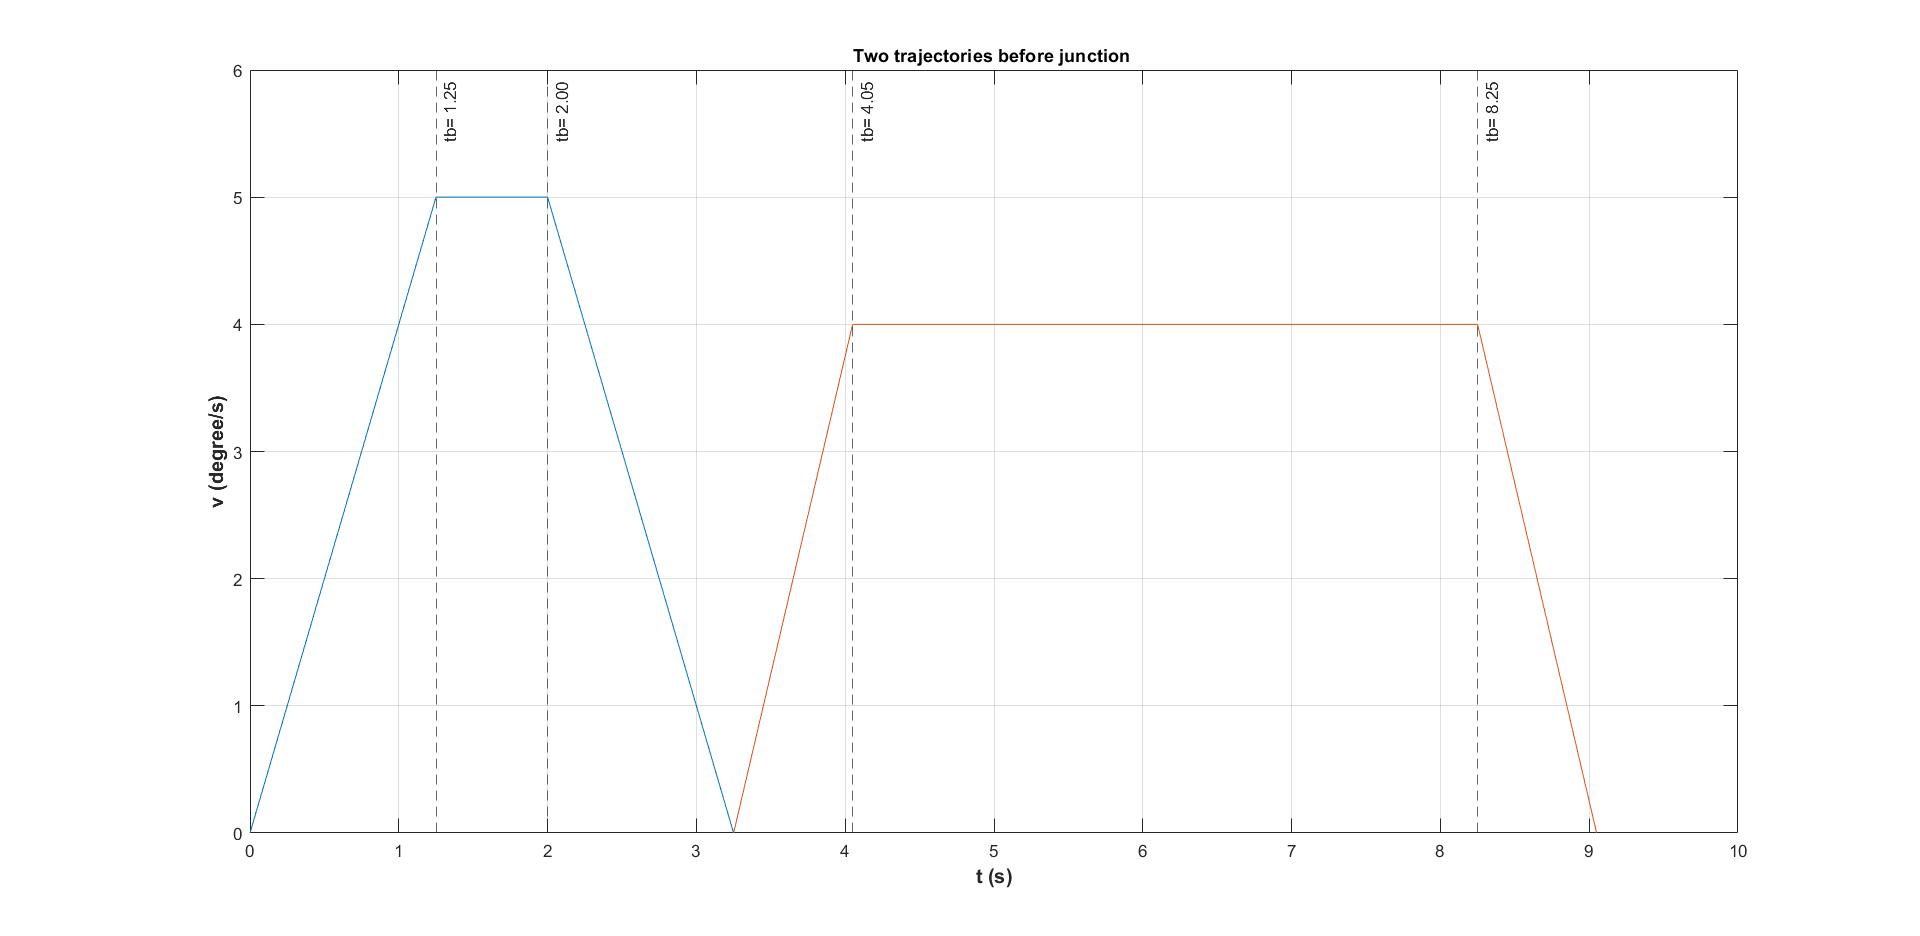 Two trajectories before junction
tb= 1.25
tb= 2.00
tb= 4.05
tb= 8.25
6
5
4
3
2
1
0
v (degree/s)
0 1 2 3 4 5 6 7 8 9 10
t (s)